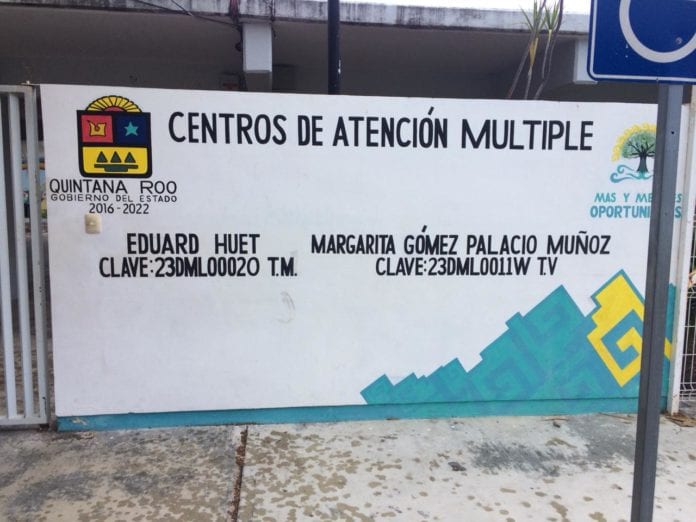 CENTROS DE ATENCIÓN MULTIPLE
QUINTANA ROO
GOBIERNO DEL ESTADO
2016-2022
MAS Y
EDUARD HUET
CLAVE:23DML0002O T.M.
MARGARITA GÓMEZ PALACIO MUÑOZ
CLAVE:23DML0011W T.V